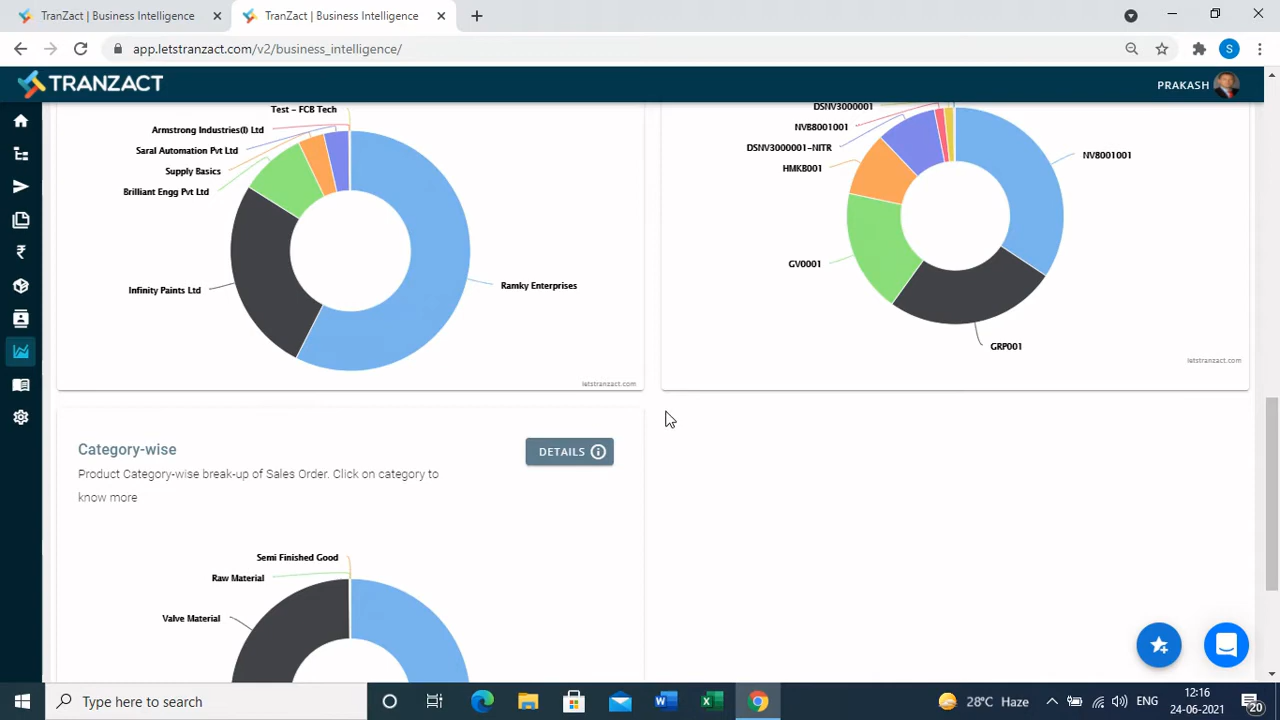 TranZact | Business Intelligence
TranZact | Business Intelligence
app.letstranzact.com/v2/business_intelligence/
S
TRANZACT
PRAKASH
Test - FCB Tech
Armstrong Industries(I) Ltd
Saral Automation Pvt Ltd
Supply Basics
Brilliant Engg Pvt Ltd
Infinity Paints Ltd
Ramky Enterprises
letstranzact.com
DSNV3000001
NVB8001001
DSNV3000001-NITR
HMKB001
GV0001
NV8001001
GRP001
letstranzact.com
Category-wise
DETAILS
Product Category-wise break-up of Sales Order. Click on category to
know more
Semi Finished Good
Raw Material
Valve Material
Type here to search
28°C Haze
ENG
12:16
24-06-2021
20